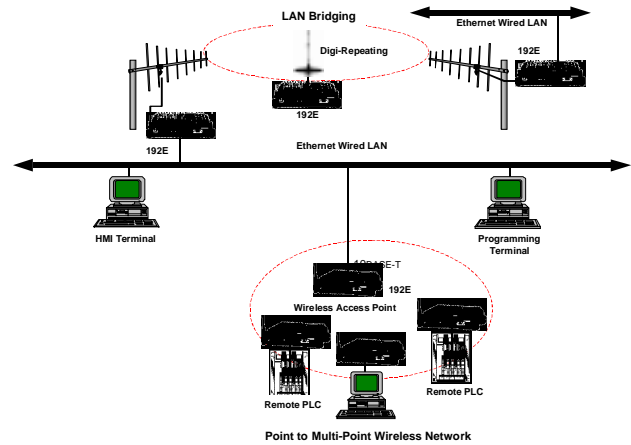 LAN Bridging
Ethernet Wired LAN
Digi-Repeating
192E
192E
192E
Ethernet Wired LAN
HMI Terminal
Programming
Terminal
10BASE-T
192E
Wireless Access Point
Remote PLC
Remote PLC
Point to Multi-Point Wireless Network